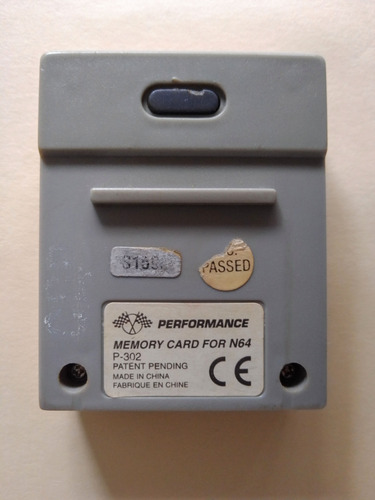 PASSED
PERFORMANCE
MEMORY CARD FOR N64
P-302
PATENT PENDING
MADE IN CHINA
FABRIQUE EN CHINE
CE